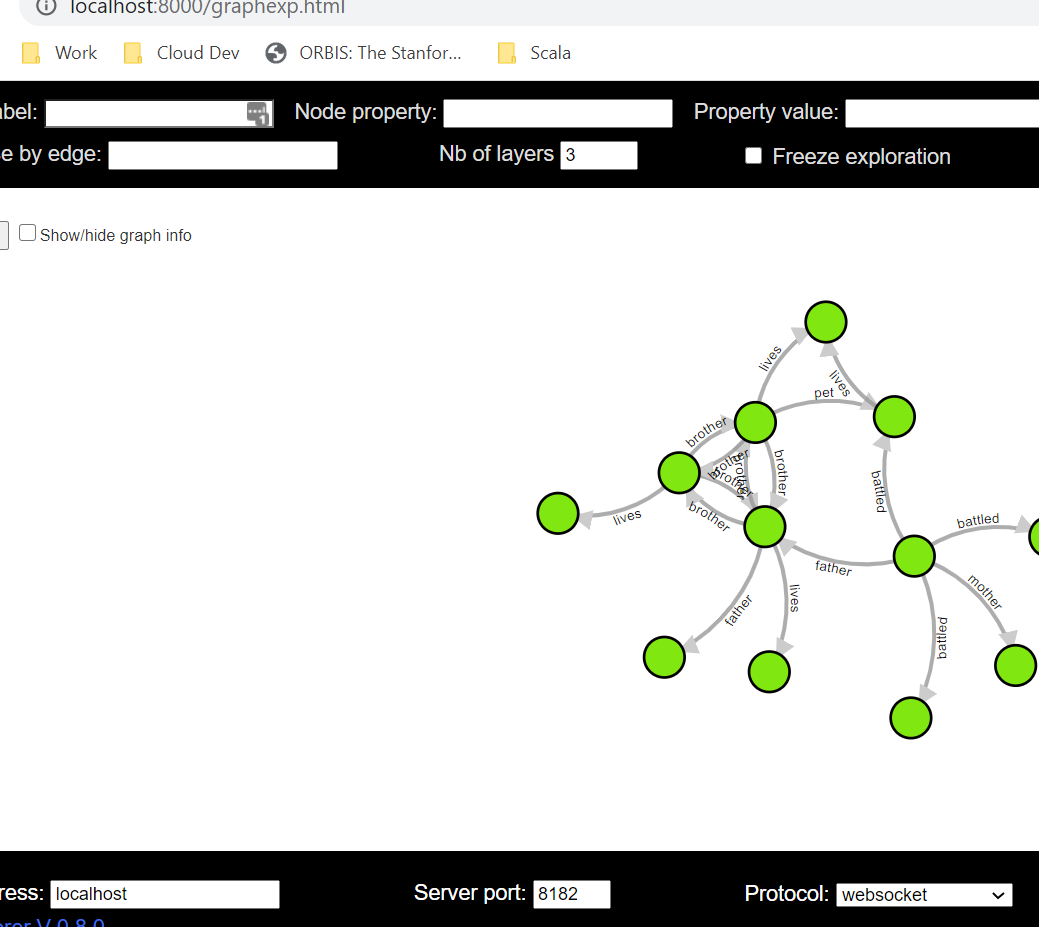 localhost:8000/graphexp.html
Work Cloud Dev ORBIS: The Stanfor... Scala
abel: Node property: Property value:
e by edge: Nb of layers 3 Freeze exploration
Show/hide graph info
lives
lives
pet
brother
brother
brother
brother
brother
brother
lives
battled
battled
father
mother
lives
father
battled
ress: localhost Server port: 8182 Protocol: websocket
rer V 0.8.0